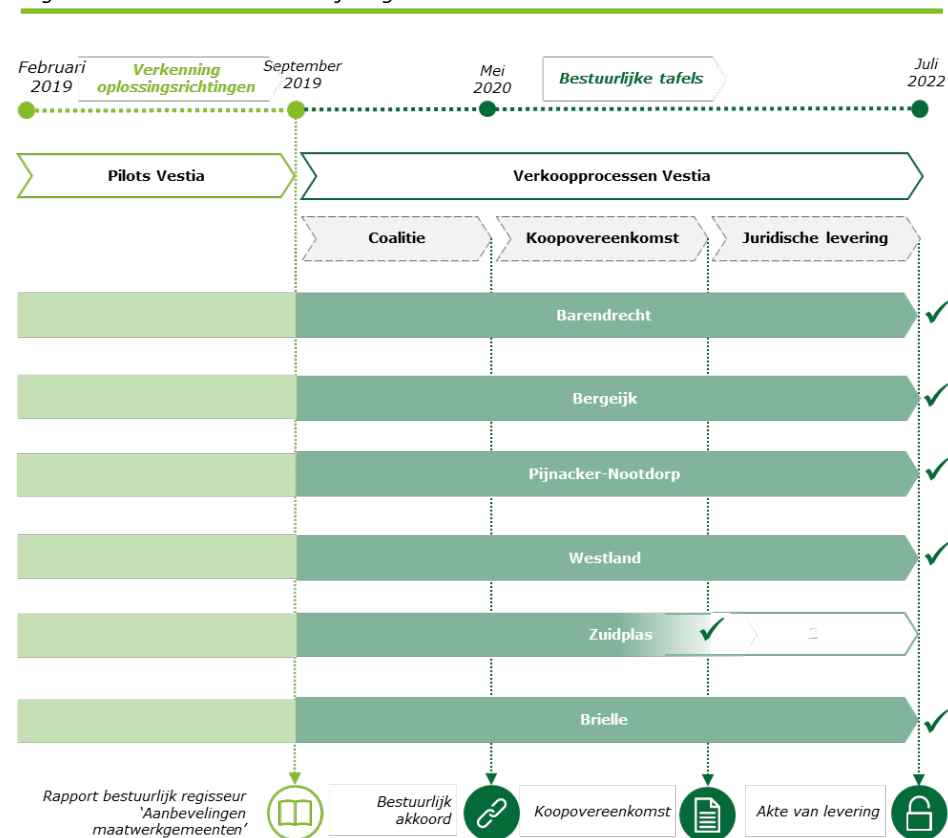 Februari
2019
Verkenning
oplossingsrichtingen
September
2019
Mei
2020
Bestuurlijke tafels
Juli
2022
Pilots Vestia
Verkoopprocessen Vestia
Coalitie
Koopovereenkomst
Juridische levering
Barendrecht
Bergeijk
Pijnacker-Nootdorp
Westland
Zuidplas
Brielle
Rapport bestuurlijk regisseur
‘Aanbevelingen
maatwerkgemeenten’
Bestuurlijk
akkoord
Koopovereenkomst
Akte van levering